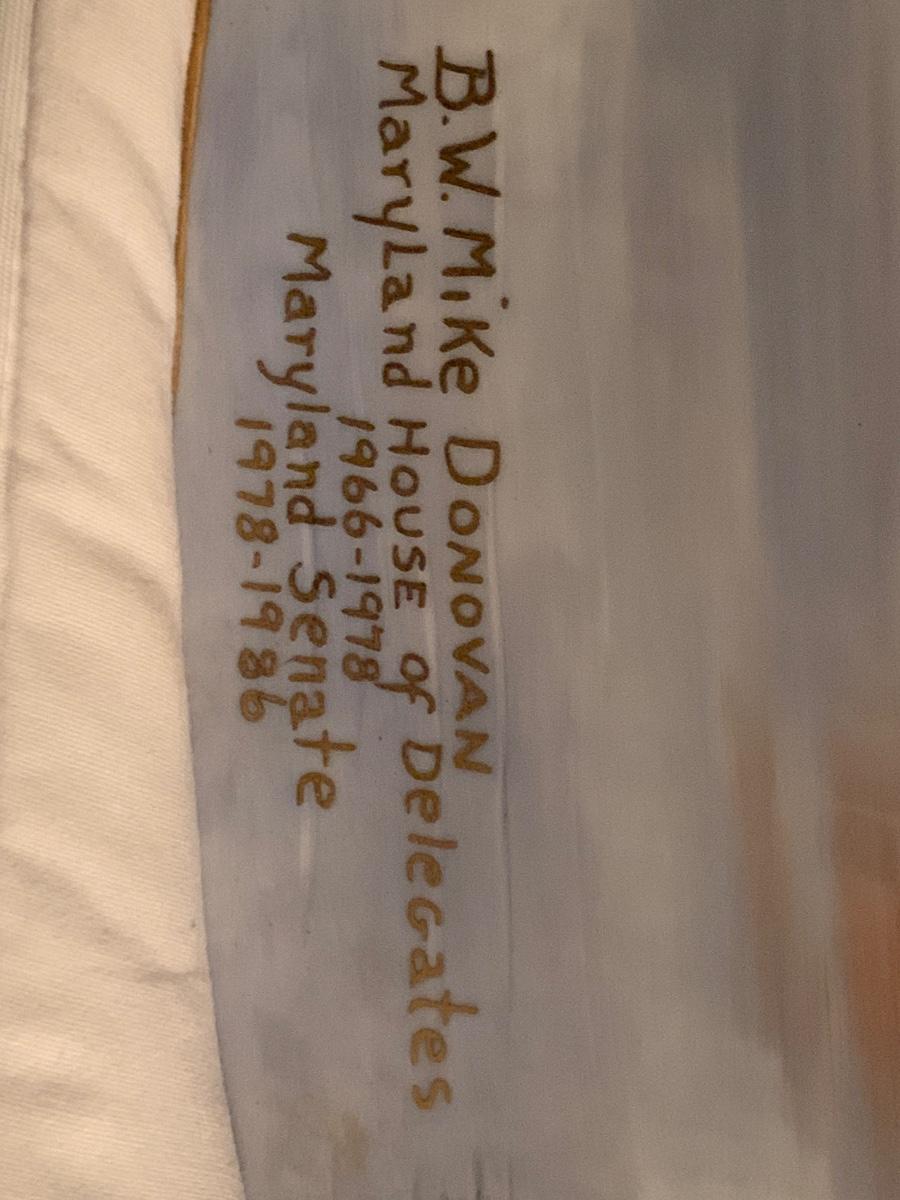 B.W. Mike DONOVAN
MaryLand HOUSE of DeleGates
1966-1978
Maryland Senate
1978-1986